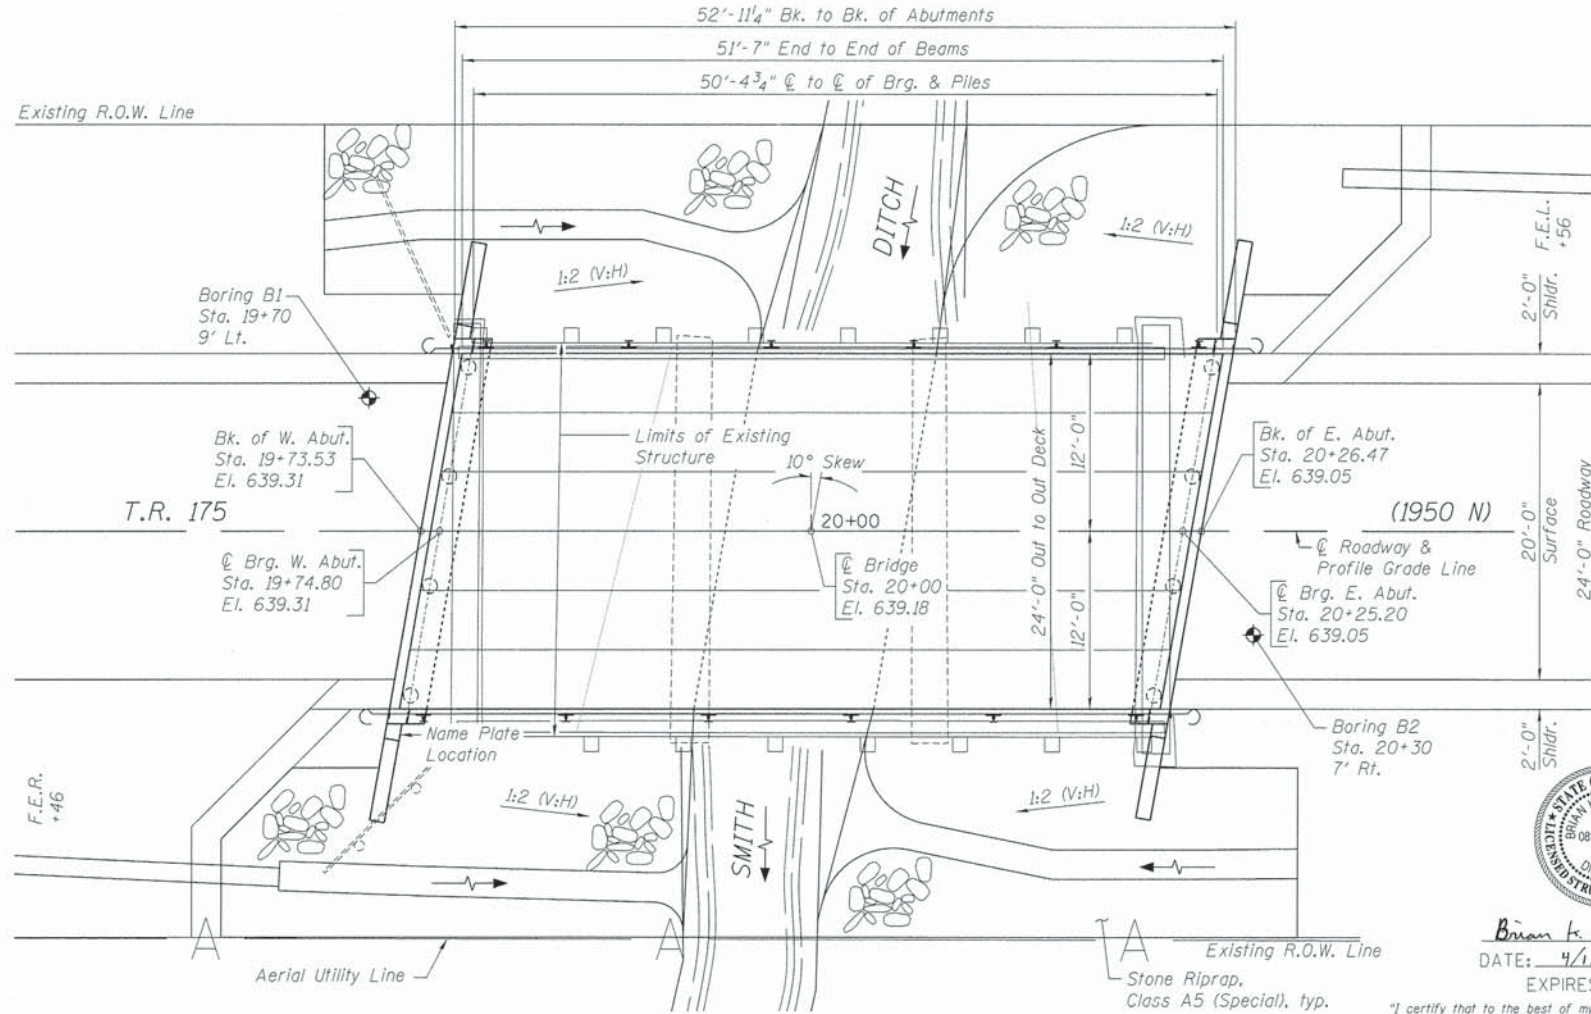 52'-11¼" Bk. to Bk. of Abutments
51'-7" End to End of Beams
50'-4¾" ℄ to ℄ of Brg. & Piles
Existing R.O.W. Line
DITCH
1:2 (V:H)
1:2 (V:H)
F.E.L.
+56
2'-0"
Shldr.
Boring B1
Sta. 19+70
9' Lt.
Limits of Existing
Structure
10° Skew
24'-0" Out to Out Deck
12'-0"
12'-0"
Bk. of W. Abut.
Sta. 19+73.53
El. 639.31
Bk. of E. Abut.
Sta. 20+26.47
El. 639.05
T.R. 175
20+00
(1950 N)
℄ Roadway &
Profile Grade Line
20'-0"
Surface
24'-0" Roadway
℄ Brg. W. Abut.
Sta. 19+74.80
El. 639.31
℄ Bridge
Sta. 20+00
El. 639.18
℄ Brg. E. Abut.
Sta. 20+25.20
El. 639.05
Name Plate
Location
Boring B2
Sta. 20+30
7' Rt.
2'-0"
Shldr.
F.E.R.
+46
1:2 (V:H)
1:2 (V:H)
SMITH
STATE
BRIAN
LICENSED STRU
A
A
A
Existing R.O.W. Line
Aerial Utility Line
Stone Riprap,
Class A5 (Special), typ.
Brian K.
DATE: 4/1
EXPIRES
"I certify that to the best of my